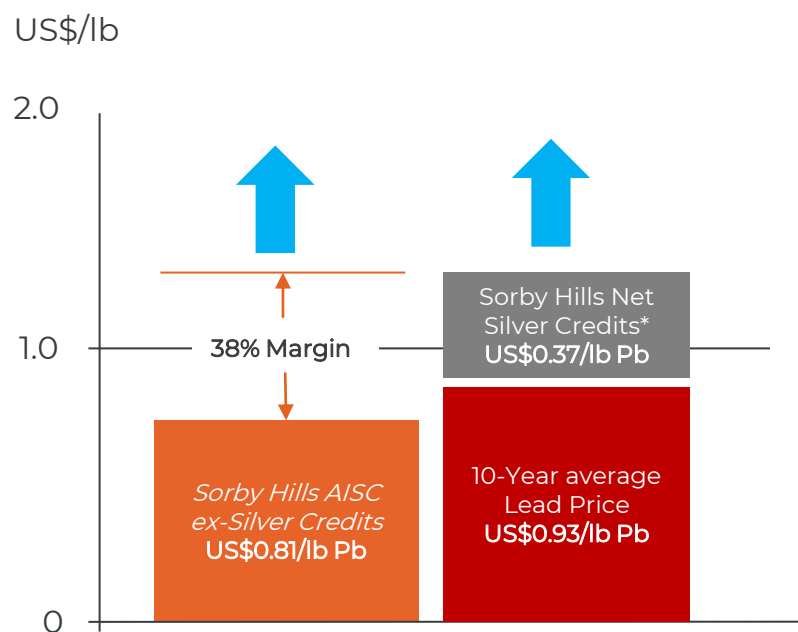 US$/lb
2.0
Sorby Hills Net
Silver Credits*
US$0.37/lb Pb
1.0
38% Margin
Sorby Hills AISC
ex-Silver Credits
US$0.81/lb Pb
10-Year average
Lead Price
US$0.93/lb Pb
0